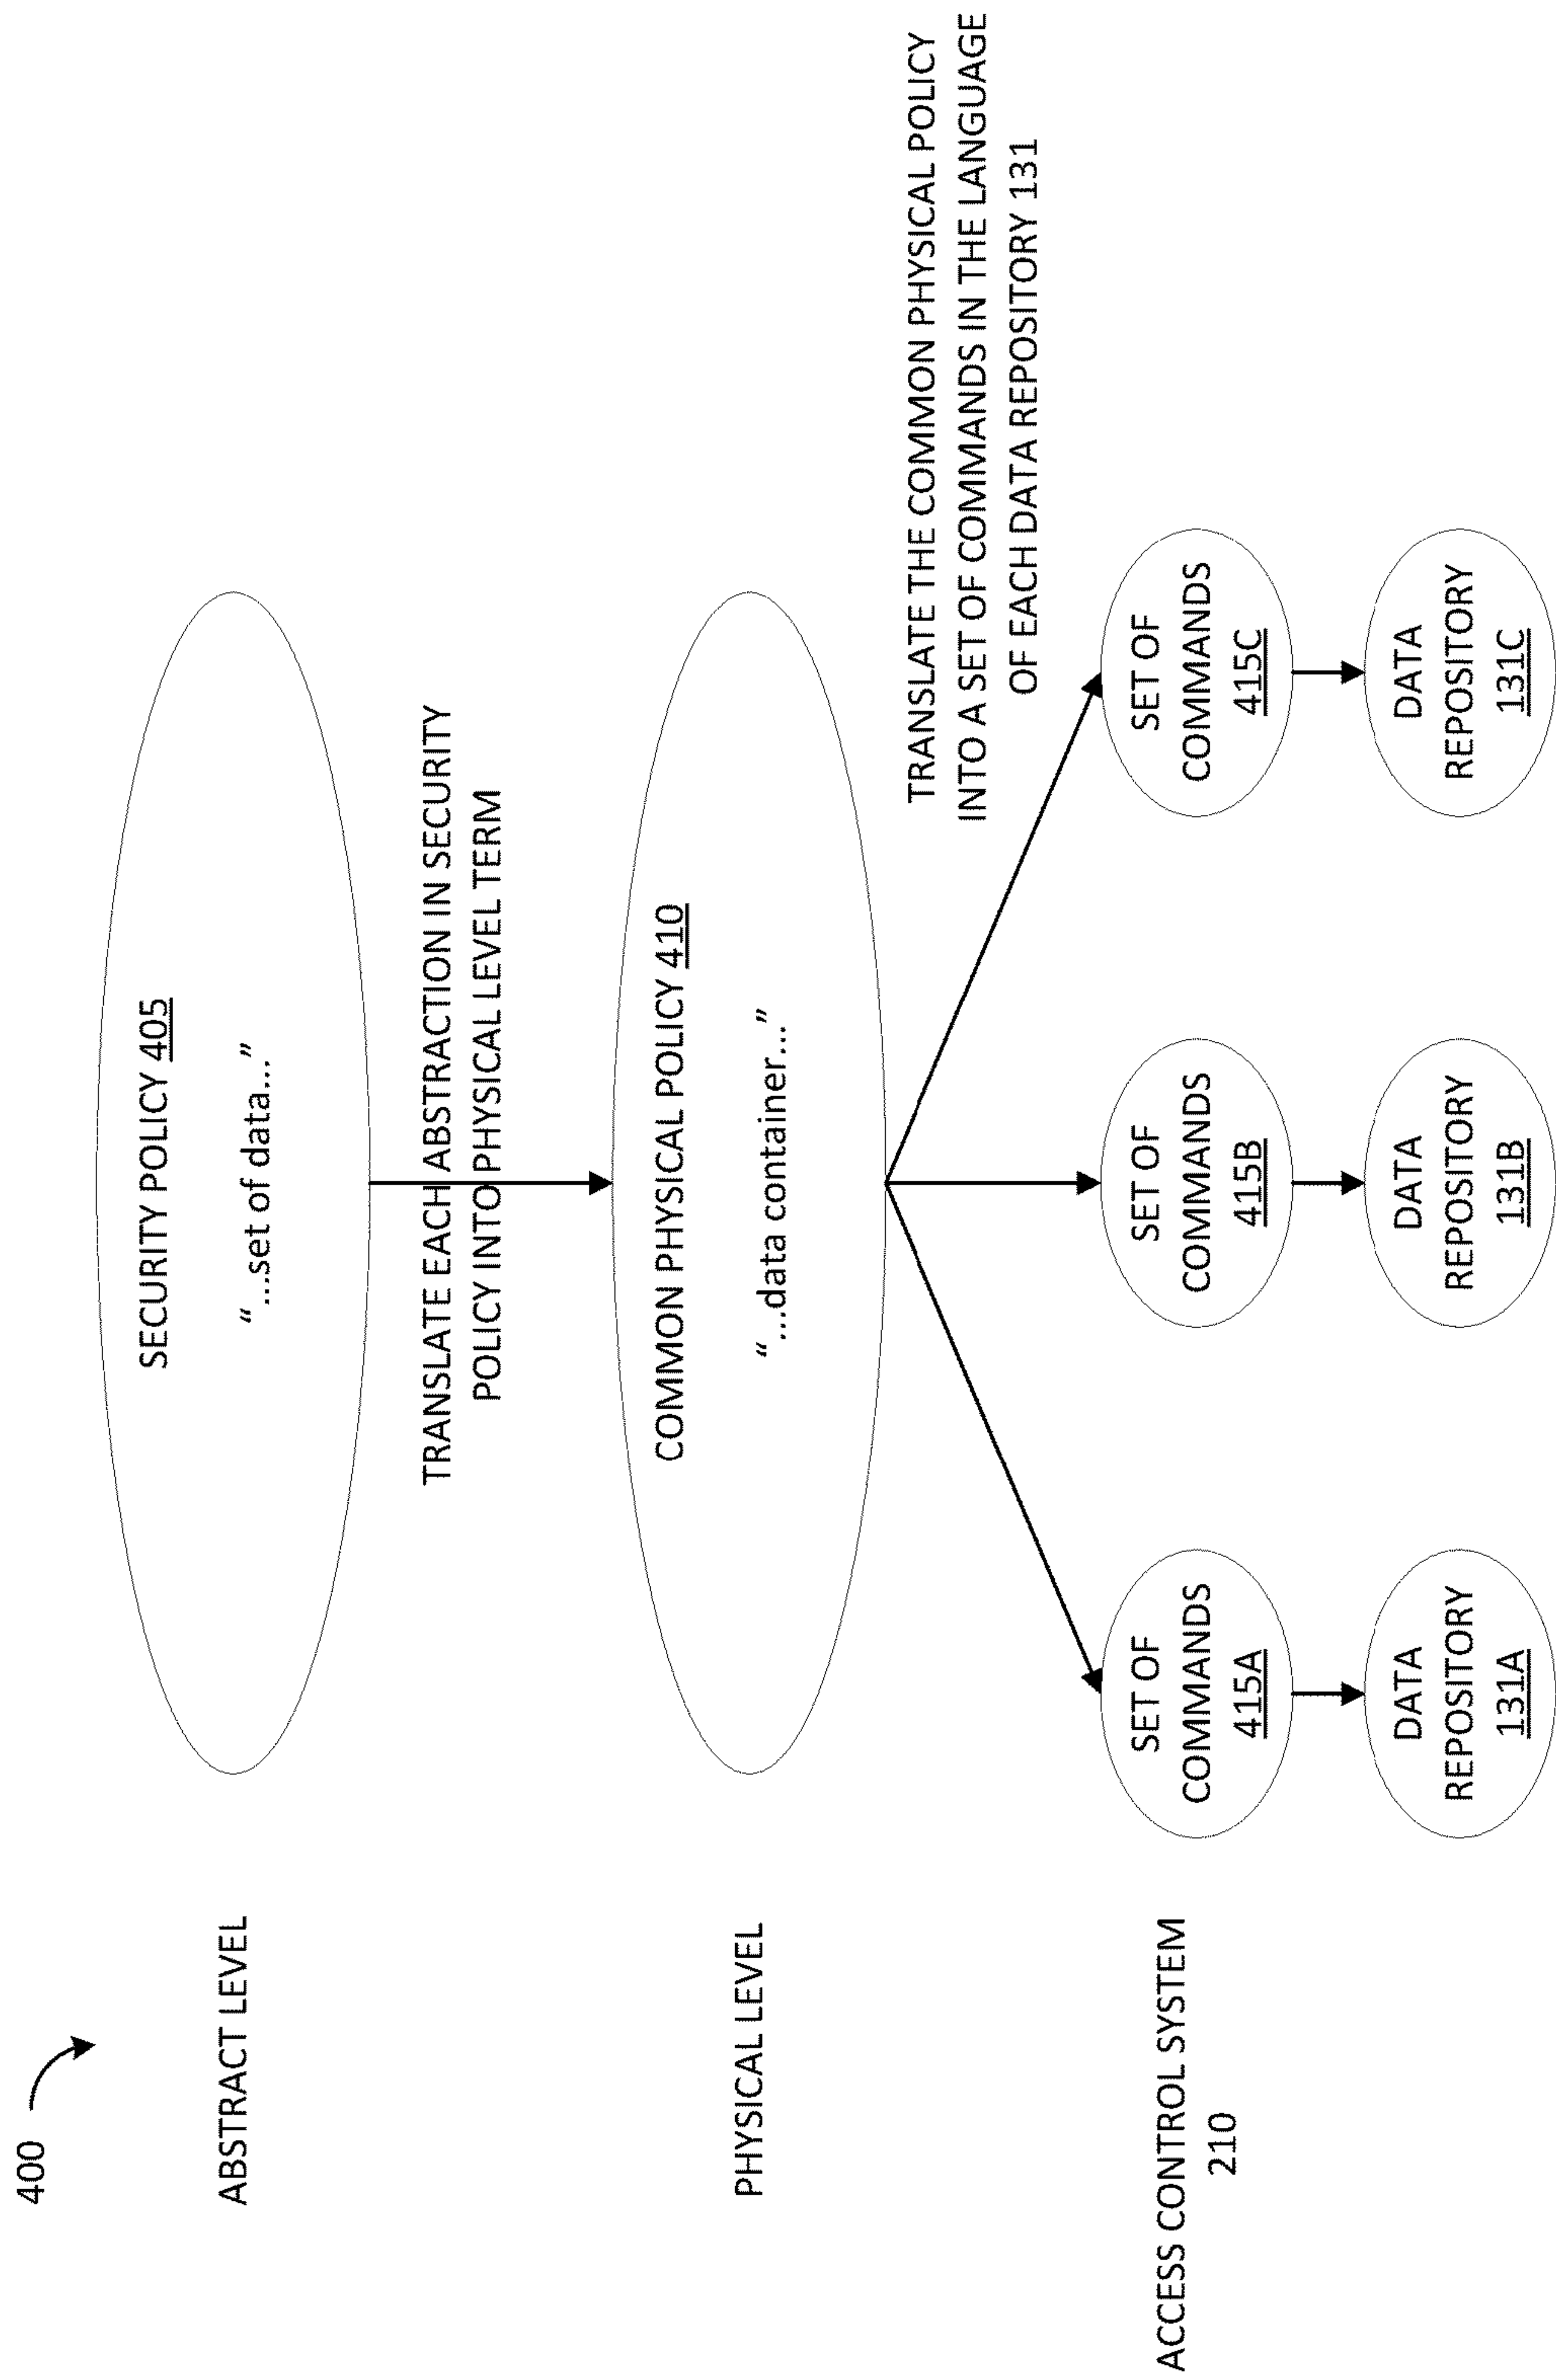 400
ABSTRACT LEVEL
SECURITY POLICY 405
“...set of data...”
TRANSLATE EACH ABSTRACTION IN SECURITY
POLICY INTO PHYSICAL LEVEL TERM
PHYSICAL LEVEL
COMMON PHYSICAL POLICY 410
“...data container...”
TRANSLATE THE COMMON PHYSICAL POLICY
INTO A SET OF COMMANDS IN THE LANGUAGE
OF EACH DATA REPOSITORY 131
ACCESS CONTROL SYSTEM
210
SET OF
COMMANDS
415A
SET OF
COMMANDS
415B
SET OF
COMMANDS
415C
DATA
REPOSITORY
131A
DATA
REPOSITORY
131B
DATA
REPOSITORY
131C